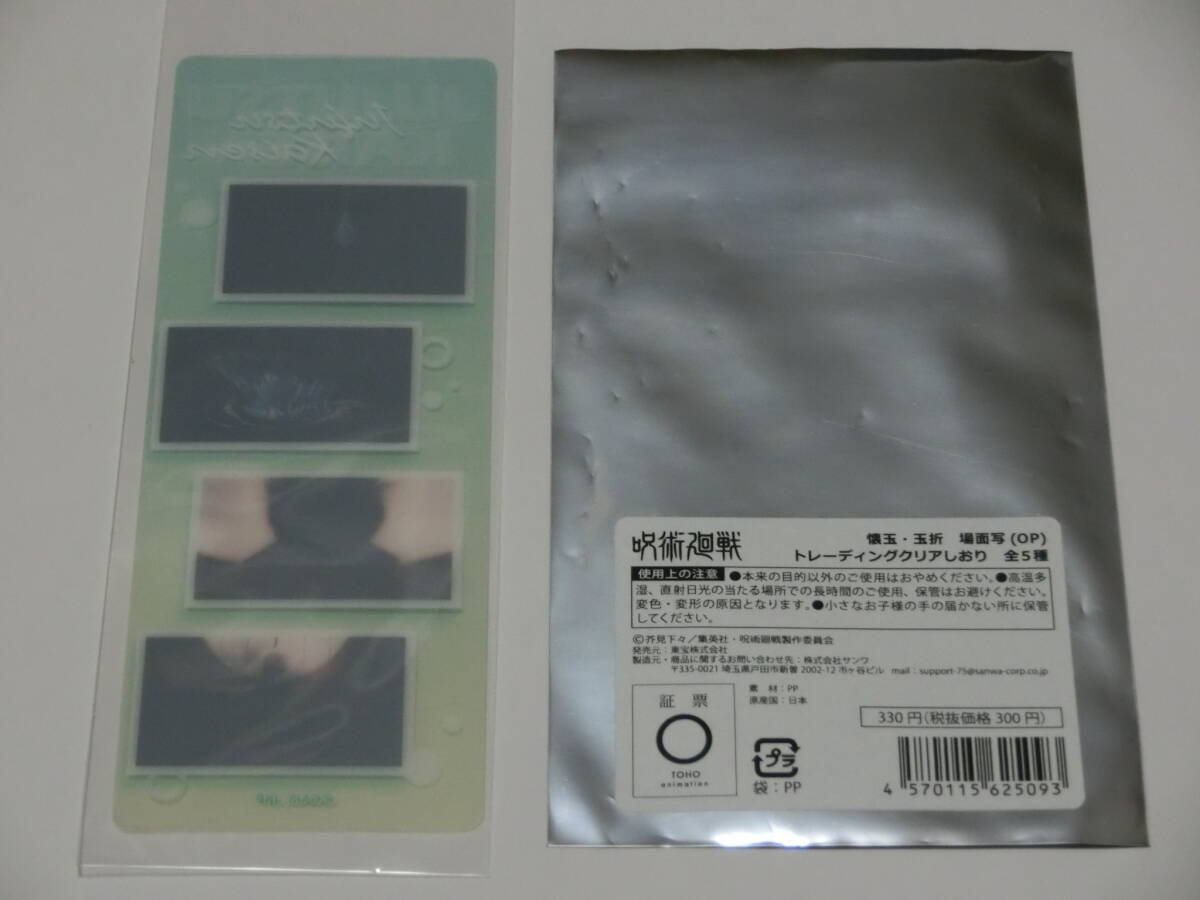 Jujutsu
Kaisen
呪術廻戦
懐玉・玉折 場面写(OP)
トレーディングクリアしおり 全5種
使用上の注意 ●本来の目的以外のご使用はおやめください。●高温多
湿、直射日光の当たる場所での長時間のご使用、保管はお避けください。
変色・変形の原因となります。●小さなお子様の手の届かない所に保管
してください。
©芥見下々／集英社・呪術廻戦製作委員会
発売元：東宝株式会社
製造元・商品に関するお問い合わせ先：株式会社サンワ
〒335-0021 埼玉県戸田市新曽 2002-12 市ヶ谷ビル mail：support-75@sanwa-corp.co.jp
証票
TOHO
animation
素 材：PP
原産国：日本
330円(税抜価格 300円)
プラ
袋：PP
4 570115 625093